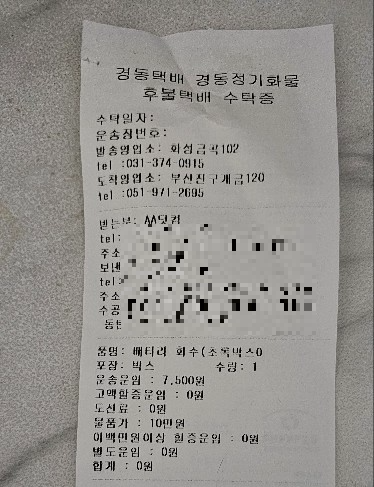 경동택배 경동정기화물
후불택배 수탁증
수탁일자:
운송장번호:
발송영업소: 화성금곡102
tel :031-374-0915
도착영업소: 부산진구개금120
tel :051-971-2695
받는분: AA닷컴
tel:
주소
보낸
tel:
주소
수공
동반
품명: 배터리 회수(초록박스0
포장: 박스 수량: 1
운송운임 : 7,500원
고액할증운임 : 0원
도선료 : 0원
물품가 : 10만원
이백만원이상 할증운임 : 0원
별도운임 : 0원
합계 : 0원